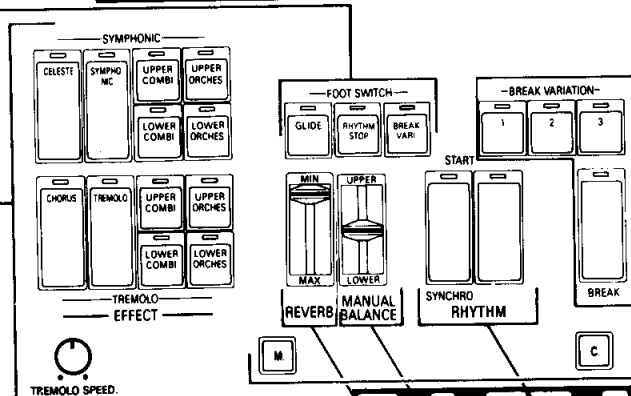 SYMPHONIC
CELESTE
SYMPHO
NIC
UPPER
COMBI
UPPER
ORCHES
LOWER
COMBI
LOWER
ORCHES
CHORUS
TREMOLO
UPPER
COMBI
UPPER
ORCHES
LOWER
COMBI
LOWER
ORCHES
TREMOLO
EFFECT
TREMOLO SPEED.
FOOT SWITCH
GLIDE
RHYTHM
STOP
BREAK
VARI
MIN
MAX
REVERB
UPPER
LOWER
MANUAL
BALANCE
START
SYNCHRO
RHYTHM
BREAK VARIATION
1
2
3
BREAK
M.
C.